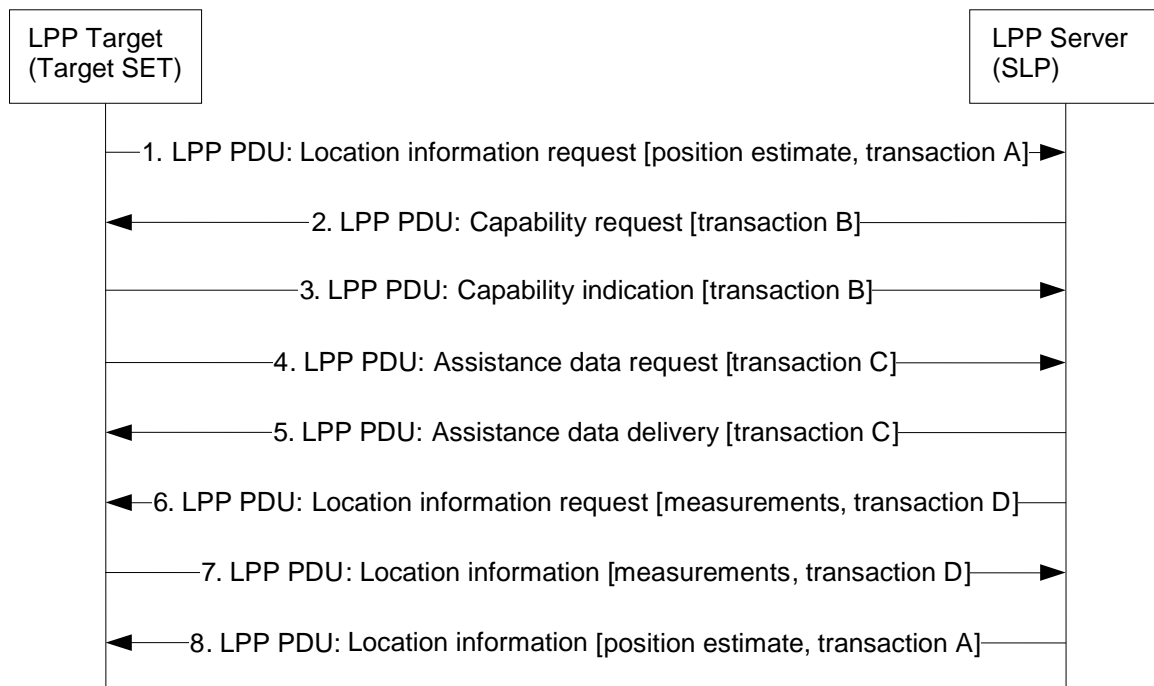 LPP Target
(Target SET)
LPP Server
(SLP)
1. LPP PDU: Location information request [position estimate, transaction A]
2. LPP PDU: Capability request [transaction B]
3. LPP PDU: Capability indication [transaction B]
4. LPP PDU: Assistance data request [transaction C]
5. LPP PDU: Assistance data delivery [transaction C]
6. LPP PDU: Location information request [measurements, transaction D]
7. LPP PDU: Location information [measurements, transaction D]
8. LPP PDU: Location information [position estimate, transaction A]